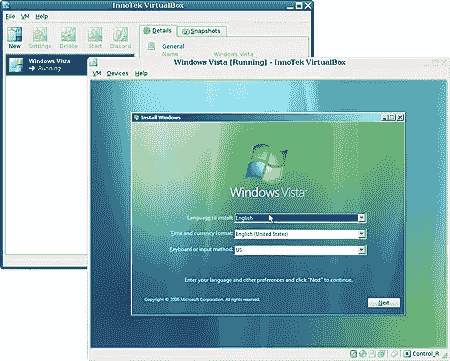 InnoTek VirtualBox
File VM Help
New Settings Delete Start Discard
Details Snapshots
General
Name Windows Vista
Windows Vista
Running
Windows Vista [Running] - InnoTek VirtualBox
VM Devices Help
Install Windows
Windows Vista
Language to install: English
Time and currency format: English (United States)
Keyboard or input method: US
Enter your language and other preferences and click "Next" to continue.
Copyright © 2006 Microsoft Corporation. All rights reserved.
Next
Control_R